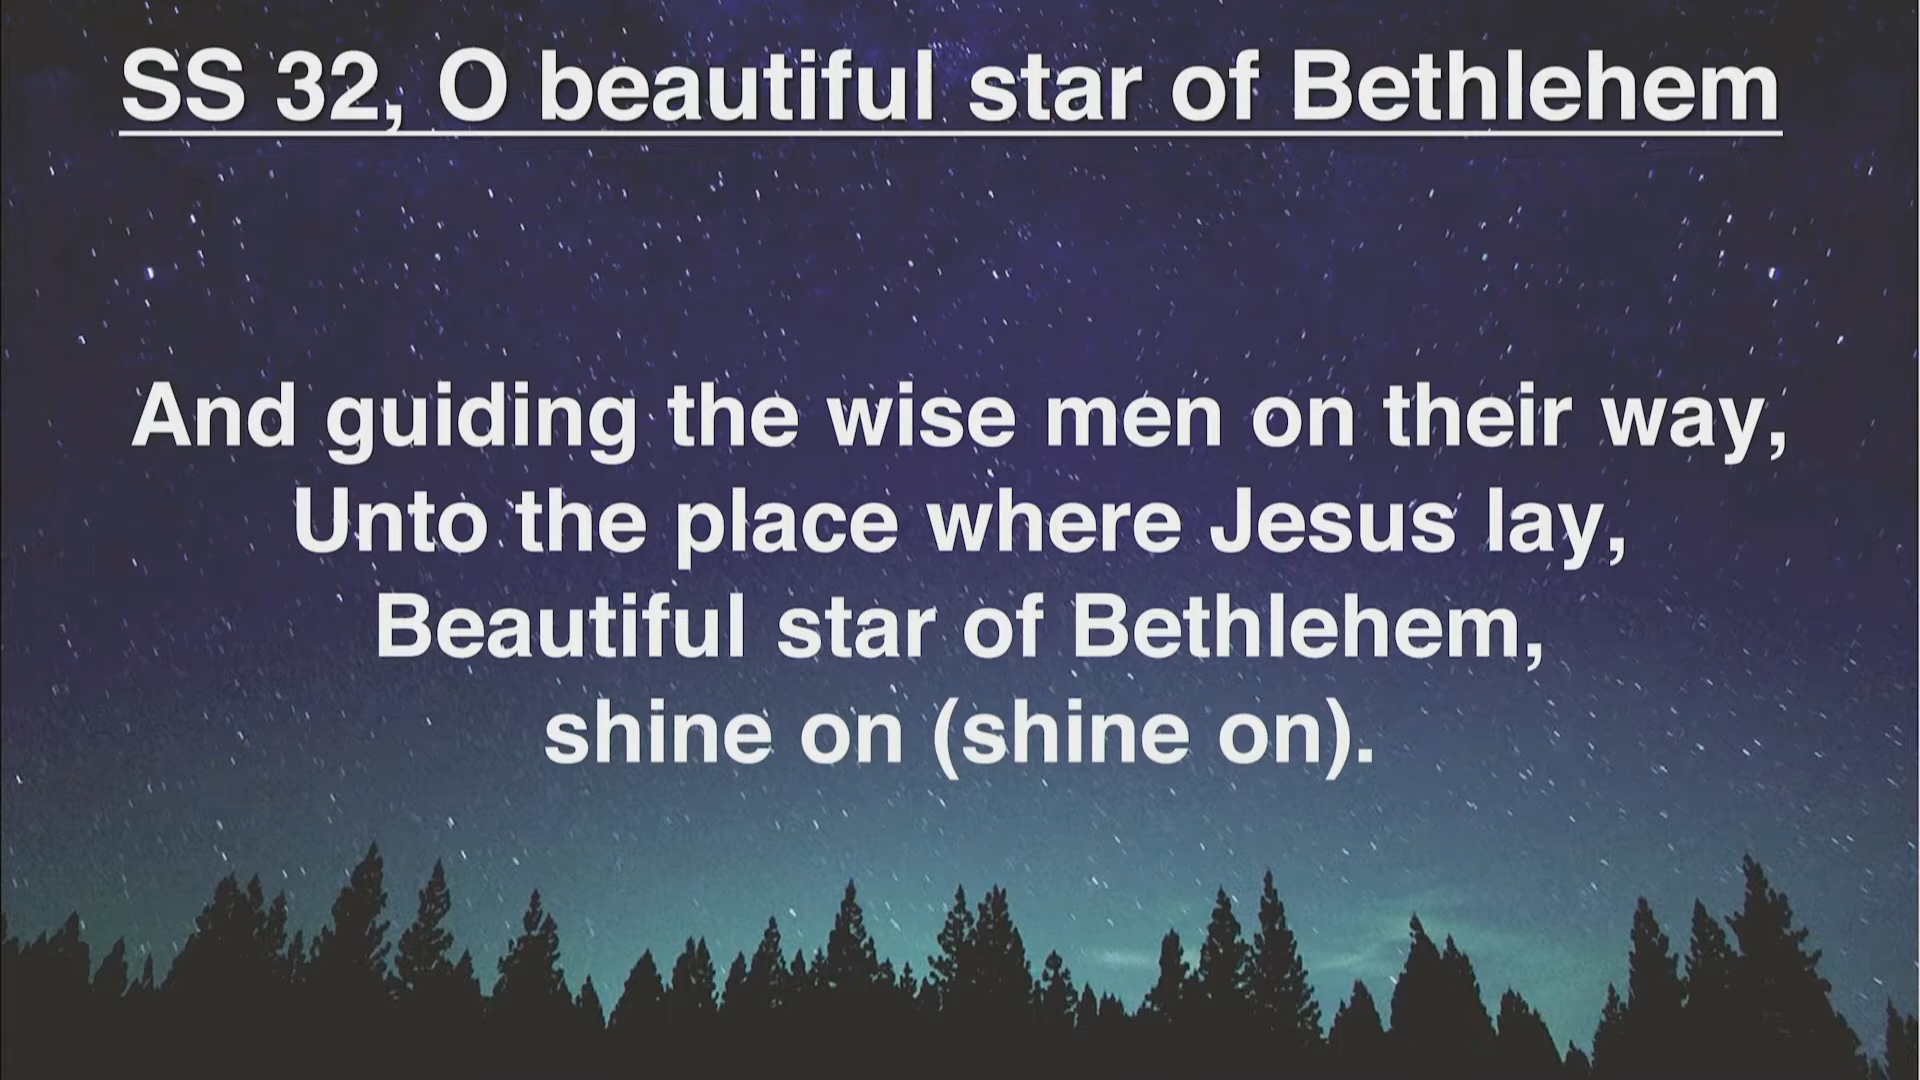 SS 32, O beautiful star of Bethlehem
And guiding the wise men on their way,
Unto the place where Jesus lay,
Beautiful star of Bethlehem,
shine on (shine on).